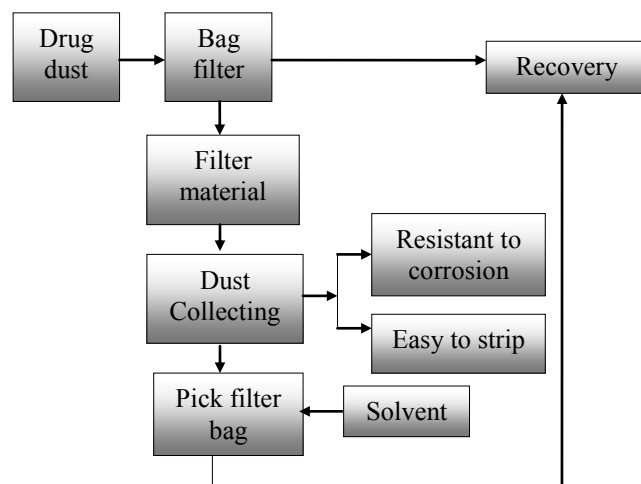 Drug
dust
Bag
filter
Recovery
Filter
material
Dust
Collecting
Resistant to
corrosion
Easy to strip
Pick filter
bag
Solvent